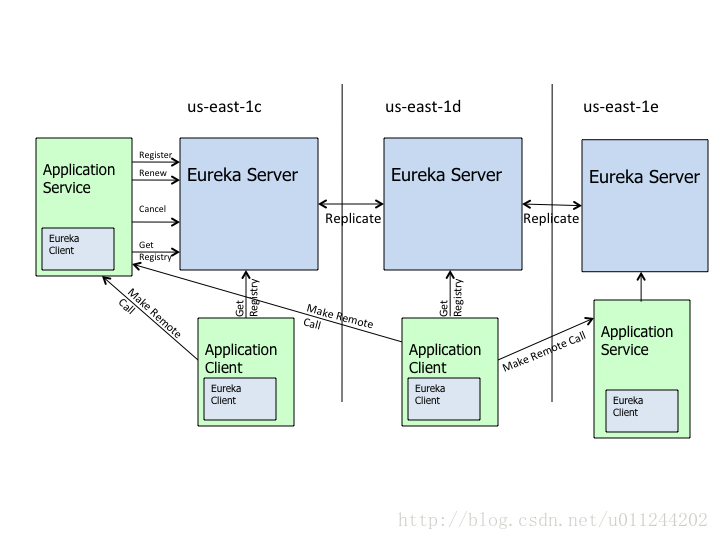 us-east-1c
us-east-1d
us-east-1e
Application
Service
Eureka
Client
Register
Renew
Cancel
Get
Registry
Eureka Server
Replicate
Eureka Server
Replicate
Eureka Server
Make Remote
Call
Get
Registry
Make Remote
Call
Get
Registry
Make Remote Call
Application
Client
Eureka
Client
Application
Client
Eureka
Client
Application
Service
Eureka
Client
http://blog.csdn.net/u011244202